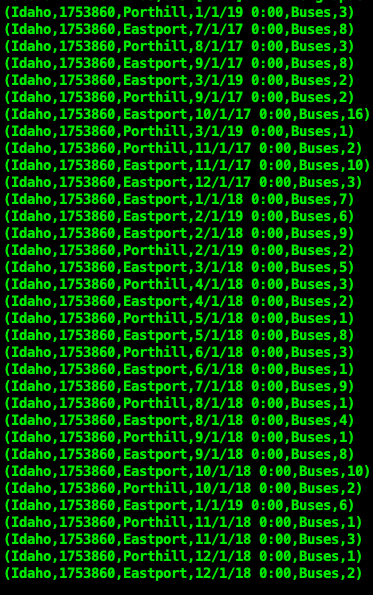 (Idaho,1753860,Porthill,1/1/19 0:00,Buses,3)
(Idaho,1753860,Eastport,7/1/17 0:00,Buses,8)
(Idaho,1753860,Porthill,8/1/17 0:00,Buses,3)
(Idaho,1753860,Eastport,9/1/17 0:00,Buses,8)
(Idaho,1753860,Eastport,3/1/19 0:00,Buses,2)
(Idaho,1753860,Porthill,9/1/17 0:00,Buses,2)
(Idaho,1753860,Eastport,10/1/17 0:00,Buses,16)
(Idaho,1753860,Porthill,3/1/19 0:00,Buses,1)
(Idaho,1753860,Porthill,11/1/17 0:00,Buses,2)
(Idaho,1753860,Eastport,11/1/17 0:00,Buses,10)
(Idaho,1753860,Eastport,12/1/17 0:00,Buses,3)
(Idaho,1753860,Eastport,1/1/18 0:00,Buses,7)
(Idaho,1753860,Eastport,2/1/19 0:00,Buses,6)
(Idaho,1753860,Eastport,2/1/18 0:00,Buses,9)
(Idaho,1753860,Porthill,2/1/19 0:00,Buses,2)
(Idaho,1753860,Eastport,3/1/18 0:00,Buses,5)
(Idaho,1753860,Porthill,4/1/18 0:00,Buses,3)
(Idaho,1753860,Eastport,4/1/18 0:00,Buses,2)
(Idaho,1753860,Porthill,5/1/18 0:00,Buses,1)
(Idaho,1753860,Eastport,5/1/18 0:00,Buses,8)
(Idaho,1753860,Porthill,6/1/18 0:00,Buses,3)
(Idaho,1753860,Eastport,6/1/18 0:00,Buses,1)
(Idaho,1753860,Eastport,7/1/18 0:00,Buses,9)
(Idaho,1753860,Porthill,8/1/18 0:00,Buses,1)
(Idaho,1753860,Eastport,8/1/18 0:00,Buses,4)
(Idaho,1753860,Porthill,9/1/18 0:00,Buses,1)
(Idaho,1753860,Eastport,9/1/18 0:00,Buses,8)
(Idaho,1753860,Eastport,10/1/18 0:00,Buses,10)
(Idaho,1753860,Porthill,10/1/18 0:00,Buses,2)
(Idaho,1753860,Eastport,1/1/19 0:00,Buses,6)
(Idaho,1753860,Porthill,11/1/18 0:00,Buses,1)
(Idaho,1753860,Eastport,11/1/18 0:00,Buses,3)
(Idaho,1753860,Porthill,12/1/18 0:00,Buses,1)
(Idaho,1753860,Eastport,12/1/18 0:00,Buses,2)